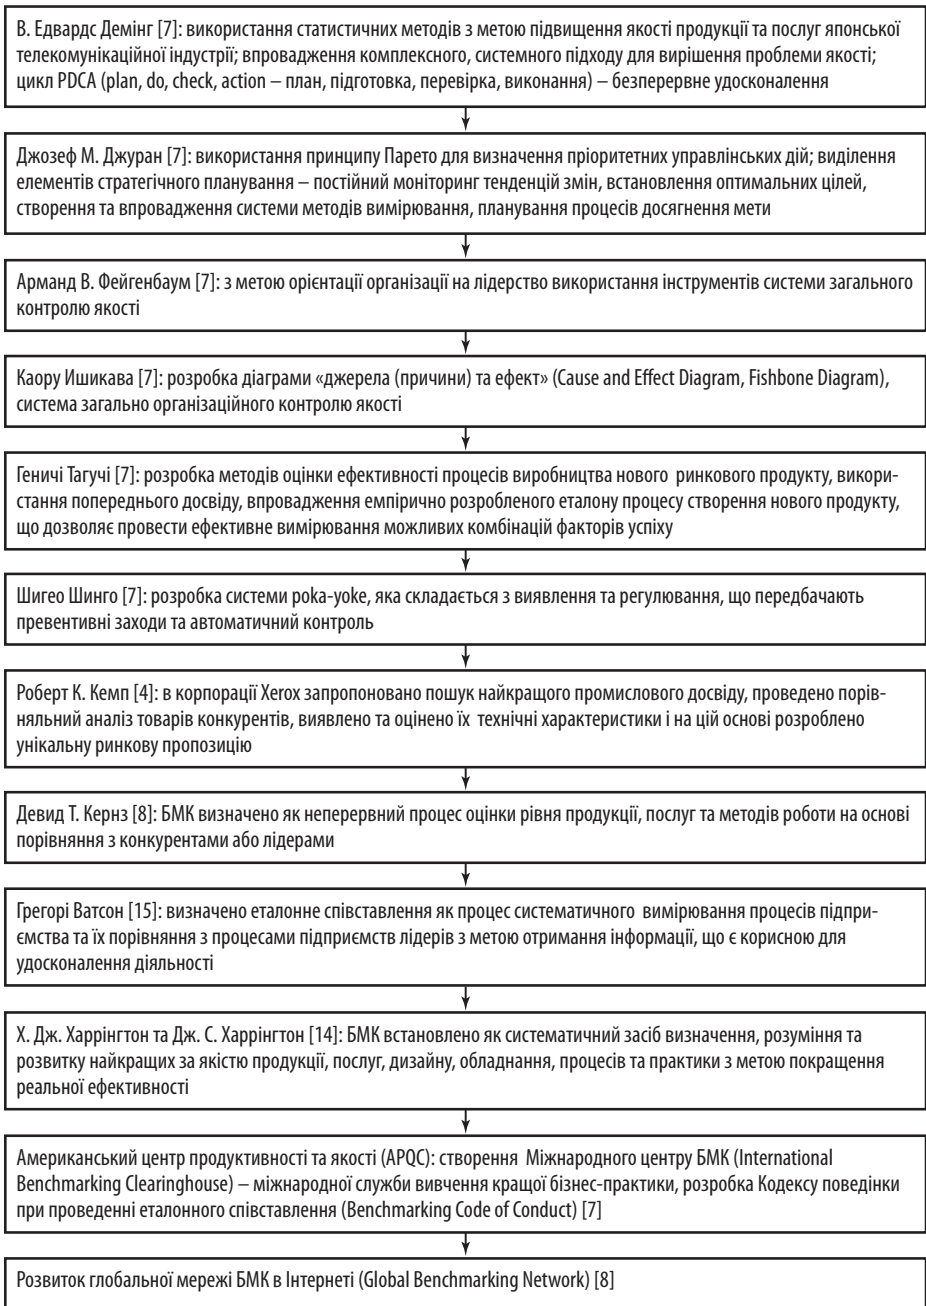 В. Едвардс Демінг [7]: використання статистичних методів з метою підвищення якості продукції та послуг японської
телекомунікаційної індустрії; впровадження комплексного, системного підходу для вирішення проблеми якості;
цикл PDCA (plan, do, check, action – план, підготовка, перевірка, виконання) – безперервне удосконалення
Джозеф М. Джуран [7]: використання принципу Парето для визначення пріоритетних управлінських дій; виділення
елементів стратегічного планування – постійний моніторинг тенденцій змін, встановлення оптимальних цілей,
створення та впровадження системи методів вимірювання, планування процесів досягнення мети
Арманд В. Фейгенбаум [7]: з метою орієнтації організації на лідерство використання інструментів системи загального
контролю якості
Каору Ишикава [7]: розробка діаграми «джерела (причини) та ефект» (Cause and Effect Diagram, Fishbone Diagram),
система загально організаційного контролю якості
Геничі Тагучі [7]: розробка методів оцінки ефективності процесів виробництва нового ринкового продукту, викори-
стання попереднього досвіду, впровадження емпірично розробленого еталону процесу створення нового продукту,
що дозволяє провести ефективне вимірювання можливих комбінацій факторів успіху
Шигео Шинго [7]: розробка системи poka-yoke, яка складається з виявлення та регулювання, що передбачають
превентивні заходи та автоматичний контроль
Роберт К. Кемп [4]: в корпорації Xerox запропоновано пошук найкращого промислового досвіду, проведено порів-
няльний аналіз товарів конкурентів, виявлено та оцінено їх технічні характеристики і на цій основі розроблено
унікальну ринкову пропозицію
Девид Т. Кернз [8]: БМК визначено як неперервний процес оцінки рівня продукції, послуг та методів роботи на основі
порівняння з конкурентами або лідерами
Грегорі Ватсон [15]: визначено еталонне співставлення як процес систематичного вимірювання процесів підпри-
ємства та їх порівняння з процесами підприємств лідерів з метою отримання інформації, що є корисною для
удосконалення діяльності
Х. Дж. Харрінгтон та Дж. С. Харрінгтон [14]: БМК встановлено як систематичний засіб визначення, розуміння та
розвитку найкращих за якістю продукції, послуг, дизайну, обладнання, процесів та практики з метою покращення
реальної ефективності
Американський центр продуктивності та якості (APQC): створення Міжнародного центру БМК (International
Benchmarking Clearinghouse) – міжнародної служби вивчення кращої бізнес-практики, розробка Кодексу поведінки
при проведенні еталонного співставлення (Benchmarking Code of Conduct) [7]
Розвиток глобальної мережі БМК в Інтернеті (Global Benchmarking Network) [8]